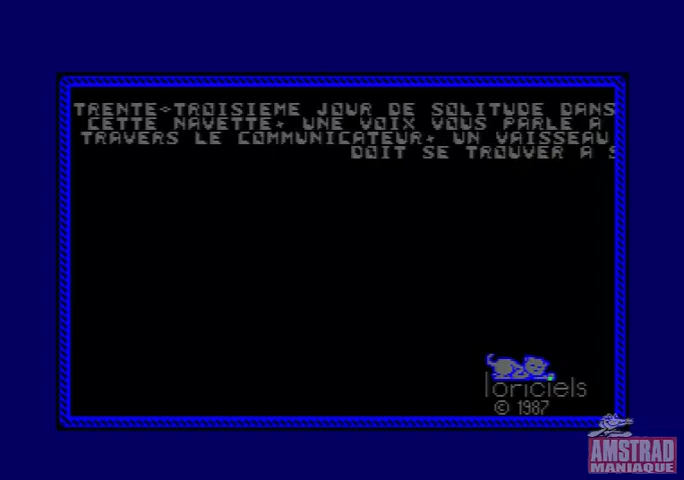 TRENTE-TROISIEME JOUR DE SOLITUDE DANS
CETTE NAVETTE. UNE VOIX VOUS PARLE A
TRAVERS LE COMMUNICATEUR. UN VAISSEAU
DOIT SE TROUVER A S
loriciels
© 1987
AMSTRAD
MANIAQUE